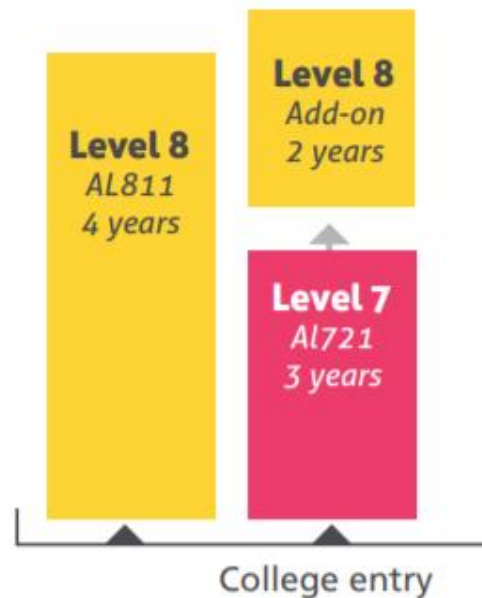 Level 8
AL811
4 years
Level 8
Add-on
2 years
Level 7
Al721
3 years
College entry